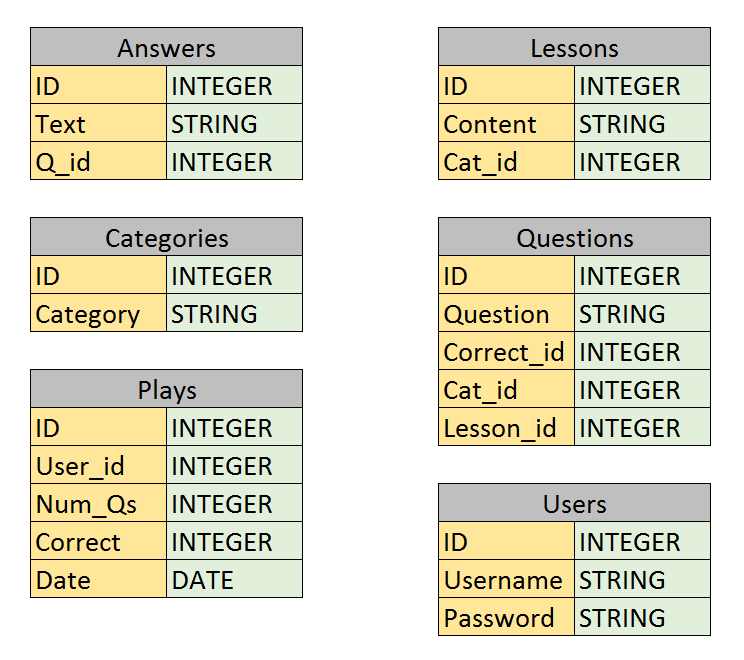 Answers
ID INTEGER
Text STRING
Q_id INTEGER
Categories
ID INTEGER
Category STRING
Plays
ID INTEGER
User_id INTEGER
Num_Qs INTEGER
Correct INTEGER
Date DATE
Lessons
ID INTEGER
Content STRING
Cat_id INTEGER
Questions
ID INTEGER
Question STRING
Correct_id INTEGER
Cat_id INTEGER
Lesson_id INTEGER
Users
ID INTEGER
Username STRING
Password STRING